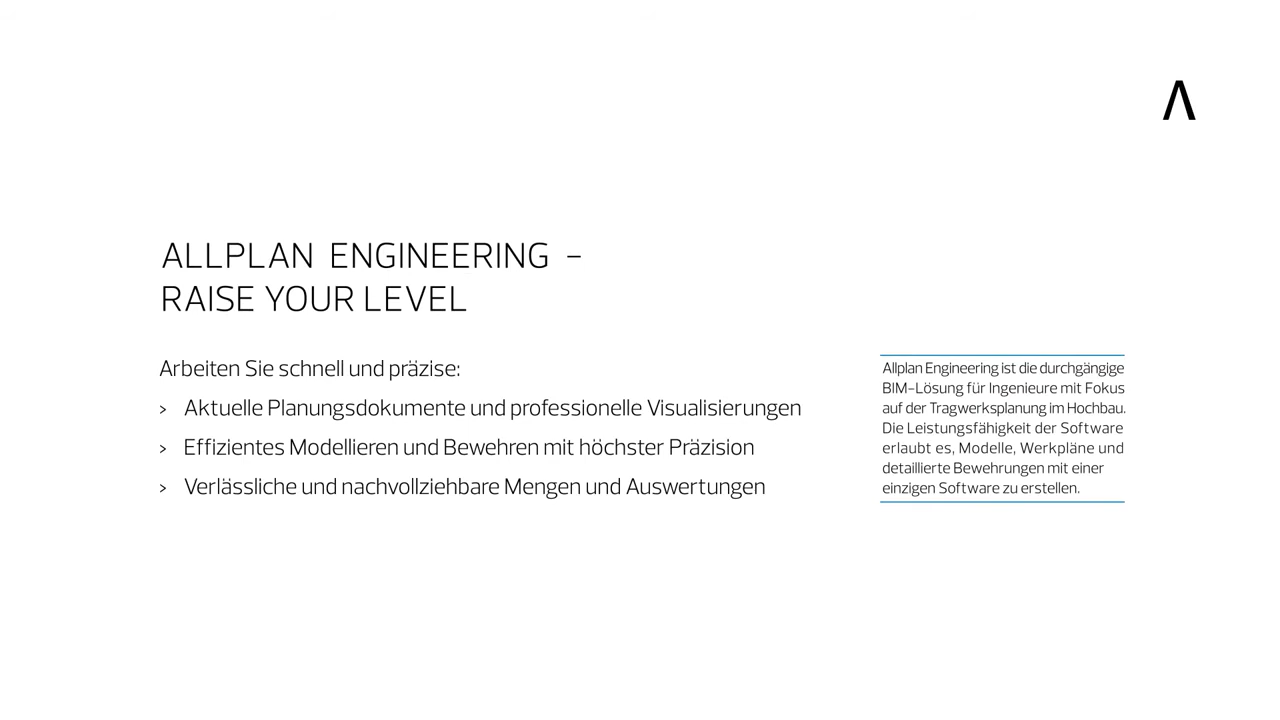 ALLPLAN ENGINEERING –
RAISE YOUR LEVEL
Arbeiten Sie schnell und präzise:
› Aktuelle Planungsdokumente und professionelle Visualisierungen
› Effizientes Modellieren und Bewehren mit höchster Präzision
› Verlässliche und nachvollziehbare Mengen und Auswertungen
Allplan Engineering ist die durchgängige
BIM-Lösung für Ingenieure mit Fokus
auf der Tragwerksplanung im Hochbau.
Die Leistungsfähigkeit der Software
erlaubt es, Modelle, Werkpläne und
detaillierte Bewehrungen mit einer
einzigen Software zu erstellen.